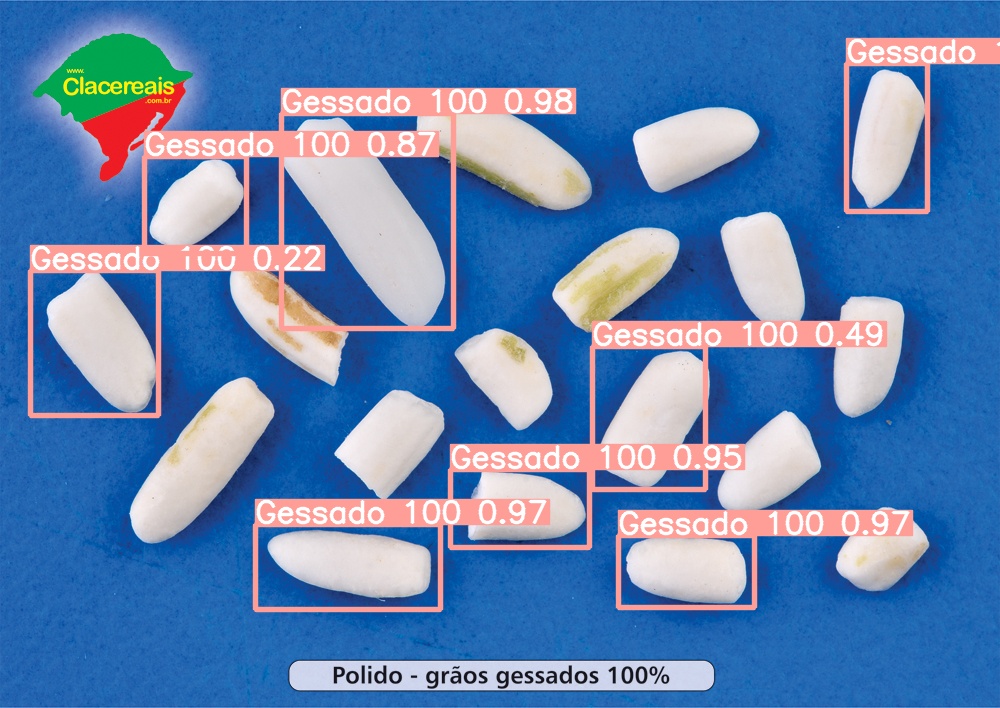 www.
Clacereais
.com.br
Gessado 1
Gessado 100 0.98
Gessado 100 0.87
Gessado 100 0.22
Gessado 100 0.49
Gessado 100 0.95
Gessado 100 0.97
Gessado 100 0.97
Polido - grãos gessados 100%